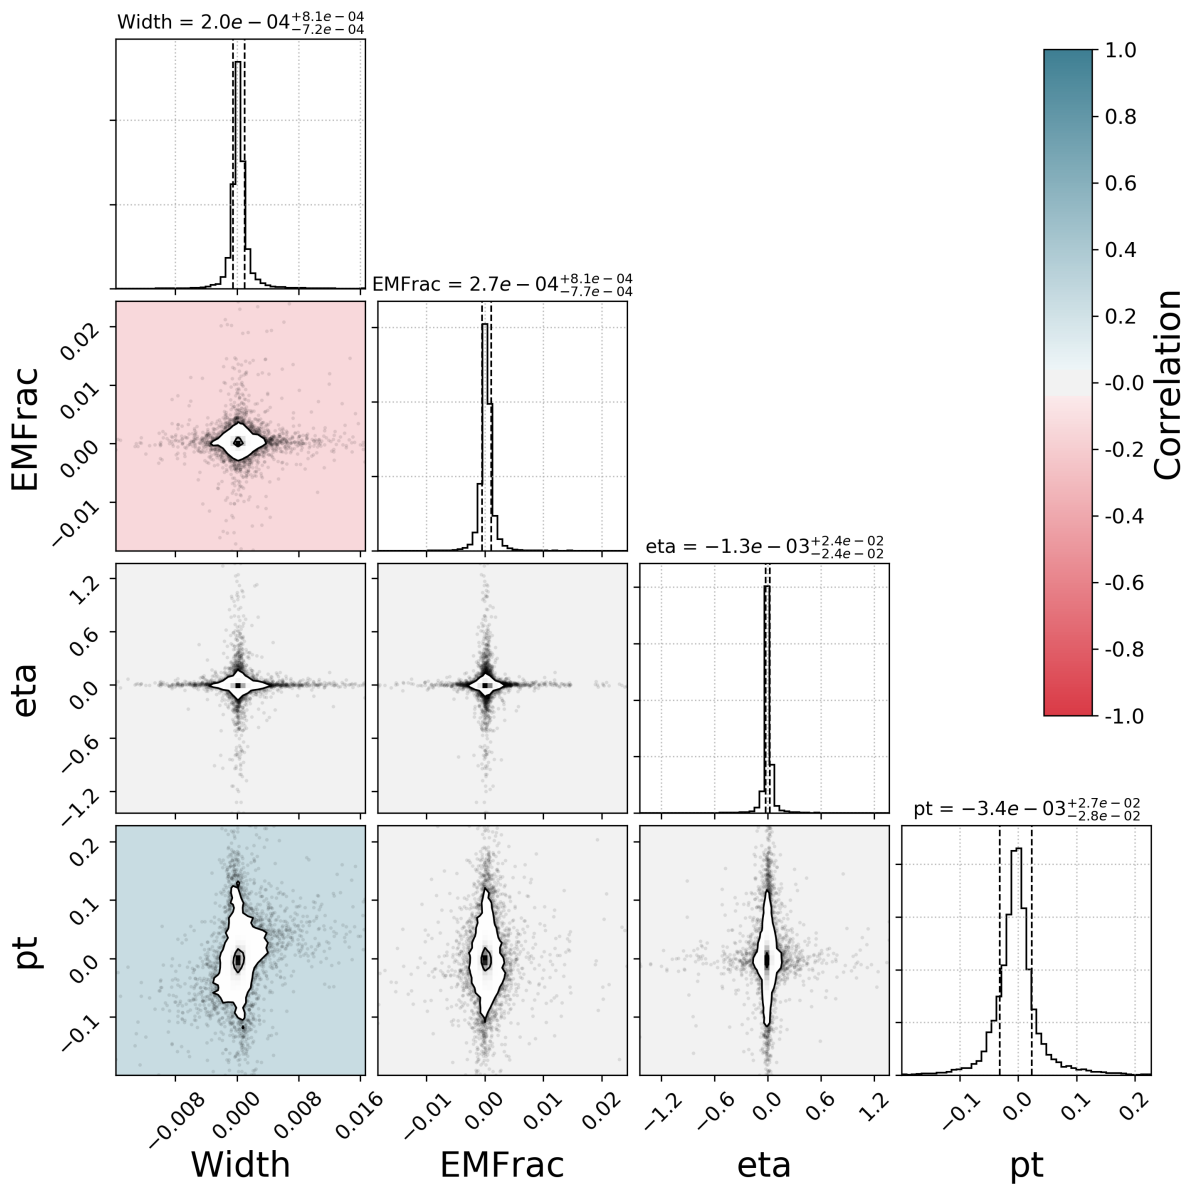 Width = 2.0e − 04 +8.1e−04 −7.2e−04
EMFrac = 2.7e − 04 +8.1e−04 −7.7e−04
eta = −1.3e − 03 +2.4e−02 −2.4e−02
pt = −3.4e − 03 +2.7e−02 −2.8e−02
EMFrac
0.02
0.01
0.00
−0.01
eta
1.2
0.6
0.0
−0.6
−1.2
pt
0.2
0.1
0.0
−0.1
−0.008 0.000 0.008 0.016
Width
−0.01 0.00 0.01 0.02
EMFrac
−1.2 −0.6 0.0 0.6 1.2
eta
−0.1 0.0 0.1 0.2
pt
1.0
0.8
0.6
0.4
0.2
-0.0
-0.2
-0.4
-0.6
-0.8
-1.0
Correlation